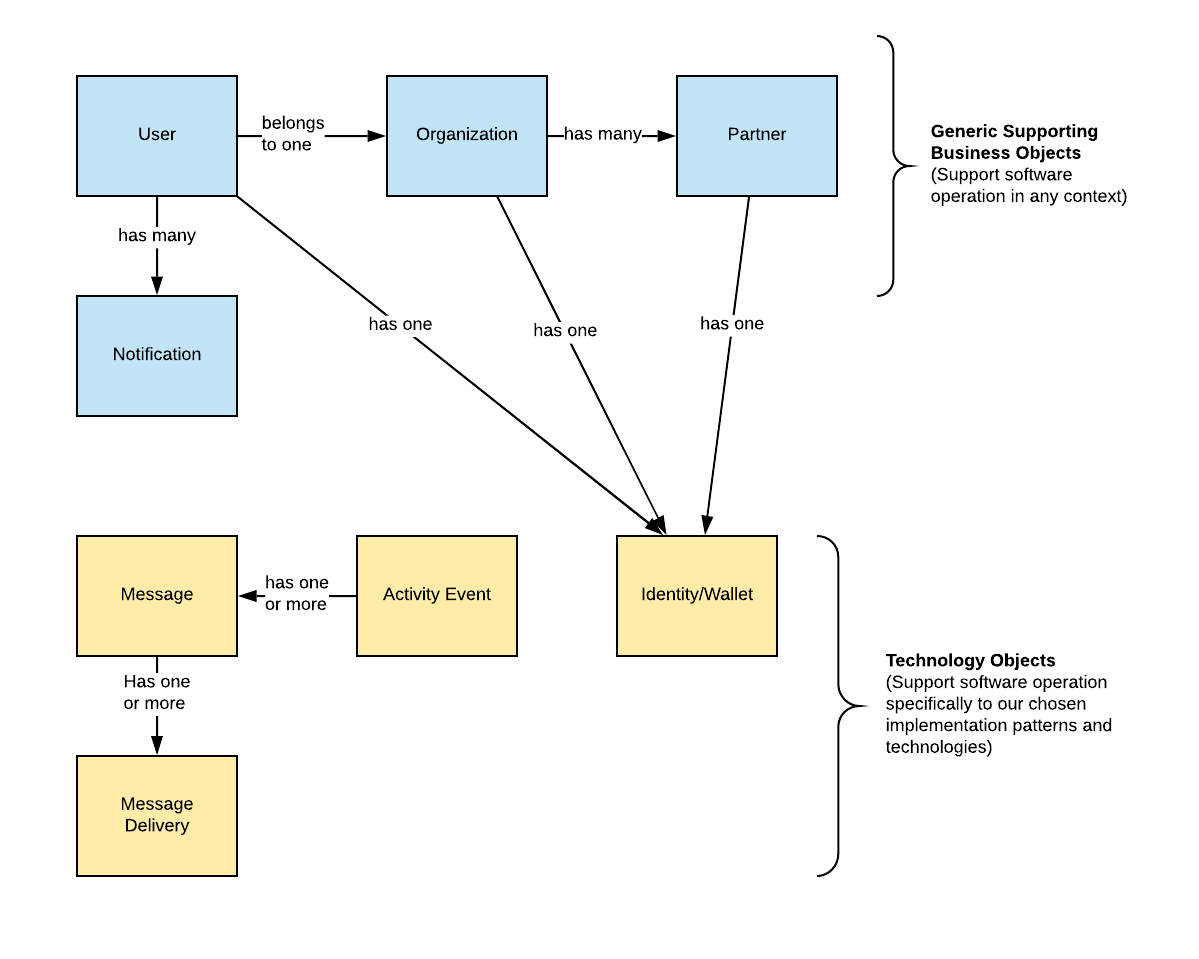 User
belongs
to one
Organization
has many
Partner
Generic Supporting
Business Objects
(Support software
operation in any context)
has many
Notification
has one
has one
has one
Message
has one
or more
Activity Event
Identity/Wallet
Has one
or more
Technology Objects
(Support software operation
specifically to our chosen
implementation patterns and
technologies)
Message
Delivery